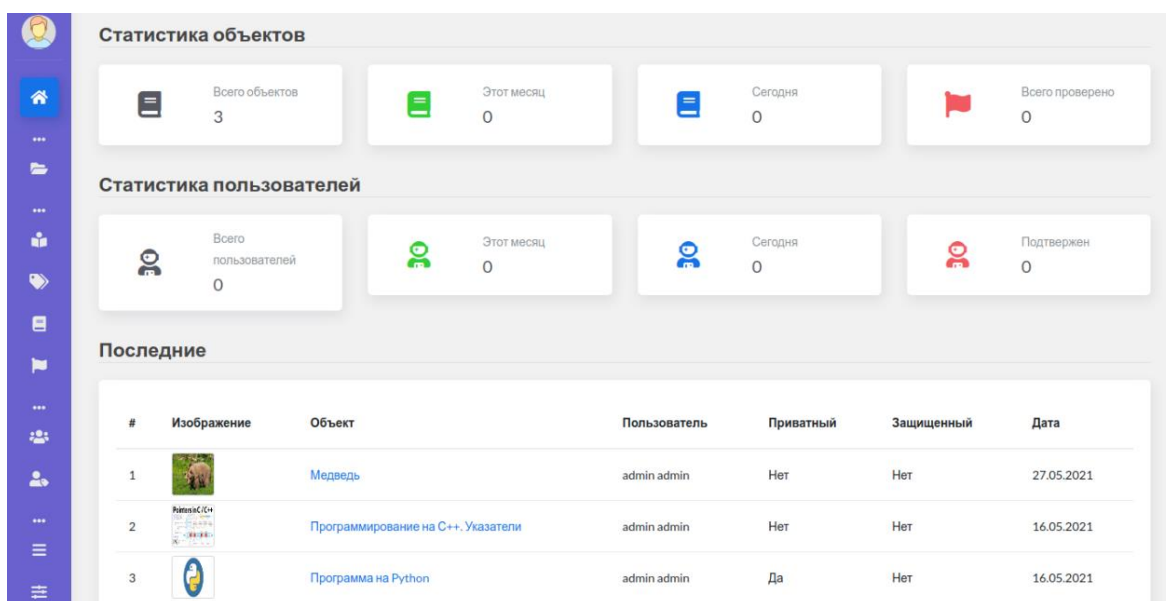 Статистика объектов
Всего объектов
3
Этот месяц
0
Сегодня
0
Всего проверено
0
Статистика пользователей
Всего
пользователей
0
Этот месяц
0
Сегодня
0
Подтвержен
0
Последние
# Изображение Объект Пользователь Приватный Защищенный Дата
1 Медведь admin admin Нет Нет 27.05.2021
Pointers in C / C++
2 Программирование на C++. Указатели admin admin Нет Нет 16.05.2021
3 Программа на Python admin admin Да Нет 16.05.2021